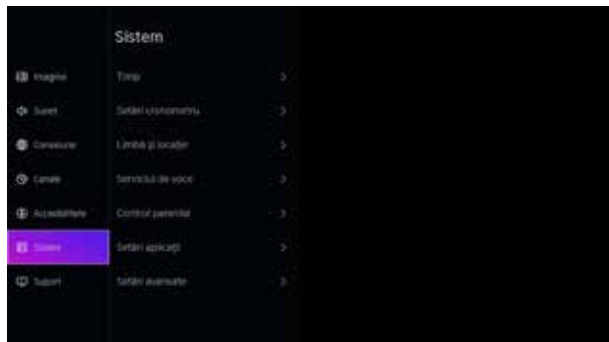 Sistem
Imagine
Sunet
Conexiune
Canale
Accesibilitate
Sistem
Suport
Timp
Setări cronometru
Limbă și locație
Serviciul de voce
Control parental
Setări aplicații
Setări avansate